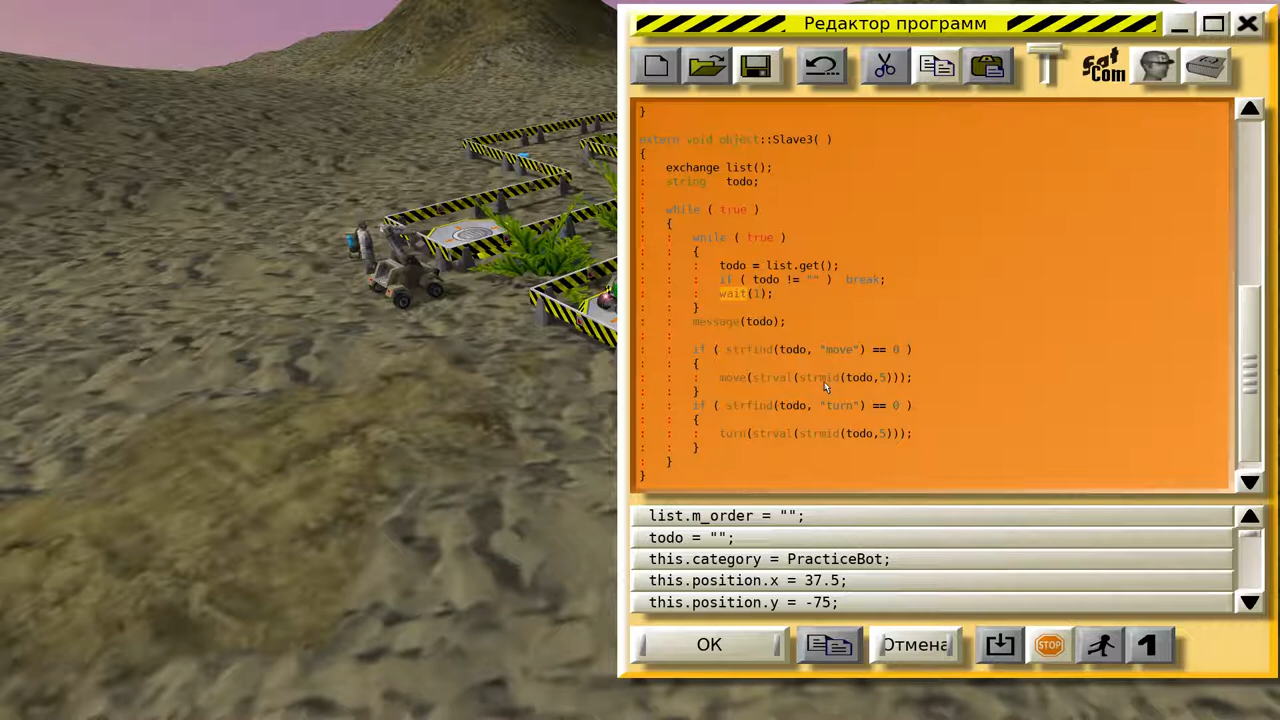 Редактор программ
Sat Com
}
extern void object::Slave3( )
{
: exchange list();
: string todo;
:
: while ( true )
: {
: : while ( true )
: : {
: : : todo = list.get();
: : : if ( todo != "" ) break;
: : : wait(1);
: : }
: : message(todo);
: :
: : if ( strfind(todo, "move") == 0 )
: : {
: : : move(strval(strmid(todo,5)));
: : }
: : if ( strfind(todo, "turn") == 0 )
: : {
: : : turn(strval(strmid(todo,5)));
: : }
: }
}
list.m_order = "";
todo = "";
this.category = PracticeBot;
this.position.x = 37.5;
this.position.y = -75;
OK
Отмена
STOP
1